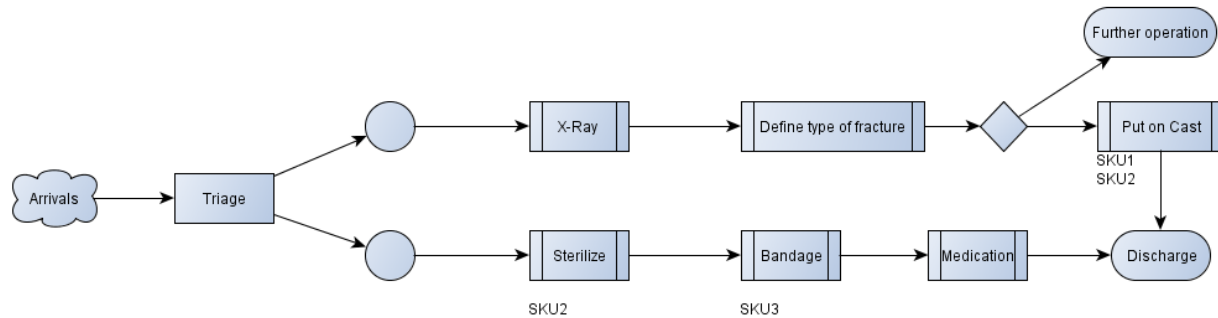 Further operation
X-Ray
Define type of fracture
Put on Cast
SKU1
SKU2
Arrivals
Triage
Sterilize
Bandage
Medication
Discharge
SKU2
SKU3